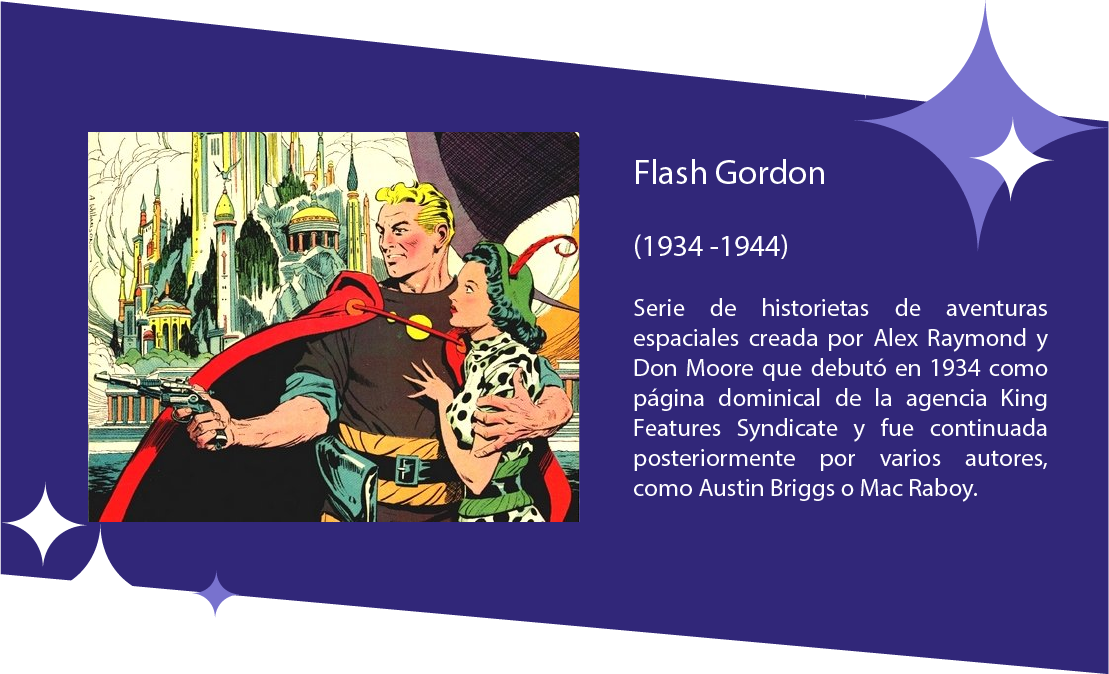 Flash Gordon
(1934 -1944)
Serie de historietas de aventuras
espaciales creada por Alex Raymond y
Don Moore que debutó en 1934 como
página dominical de la agencia King
Features Syndicate y fue continuada
posteriormente por varios autores,
como Austin Briggs o Mac Raboy.